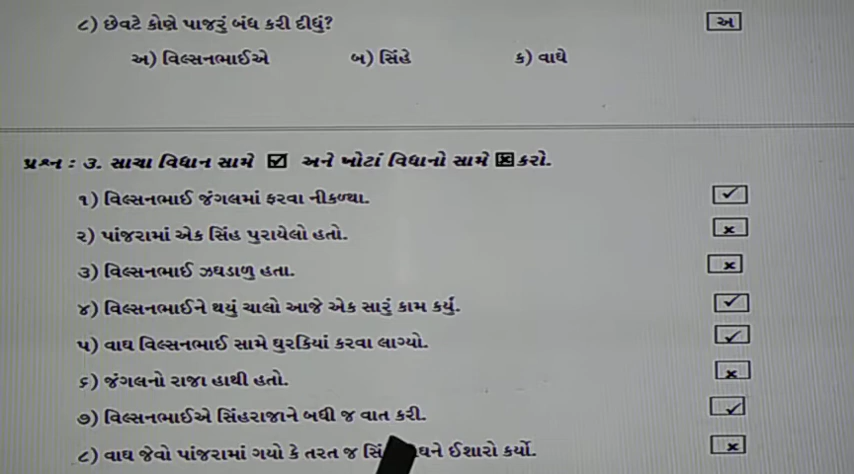 ૮) છેવટે કોણે પાજરું બંધ કરી દીધું? અ
અ) વિલ્સનભાઈએ બ) સિંહે ક) વાઘે
પ્રશ્ન : ૩. સાચા વિધાન સામે ☑ અને ખોટાં વિધાનો સામે ☒ કરો.
૧) વિલ્સનભાઈ જંગલમાં ફરવા નીકળ્યા. ✓
૨) પાંજરામાં એક સિંહ પુરાયેલો હતો. ×
૩) વિલ્સનભાઈ ઝઘડાળુ હતા. ×
૪) વિલ્સનભાઈને થયું ચાલો આજે એક સારું કામ કર્યું. ✓
૫) વાઘ વિલ્સનભાઈ સામે ઘુરકિયાં કરવા લાગ્યો. ✓
૬) જંગલનો રાજા હાથી હતો. ×
૭) વિલ્સનભાઈએ સિંહરાજાને બધી જ વાત કરી. ✓
૮) વાઘ જેવો પાંજરામાં ગયો કે તરત જ ઈશારો કર્યો. ×